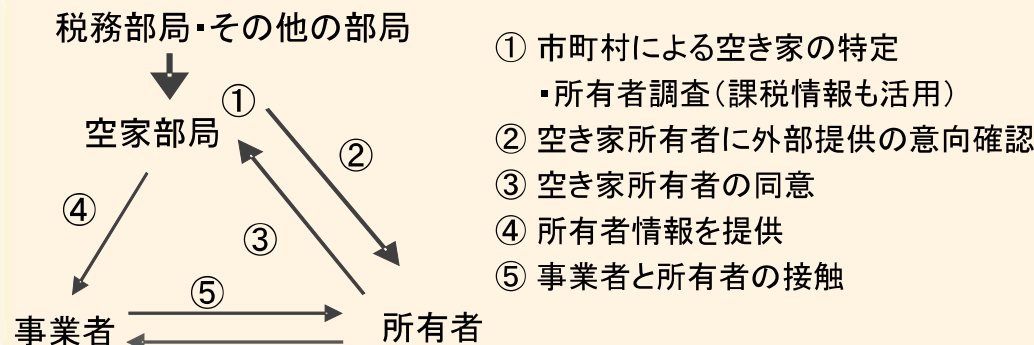 税務部局・その他の部局
①
空家部局
②
④
③
⑤
事業者
所有者
① 市町村による空き家の特定
・所有者調査（課税情報も活用）
② 空き家所有者に外部提供の意向確認
③ 空き家所有者の同意
④ 所有者情報を提供
⑤ 事業者と所有者の接触